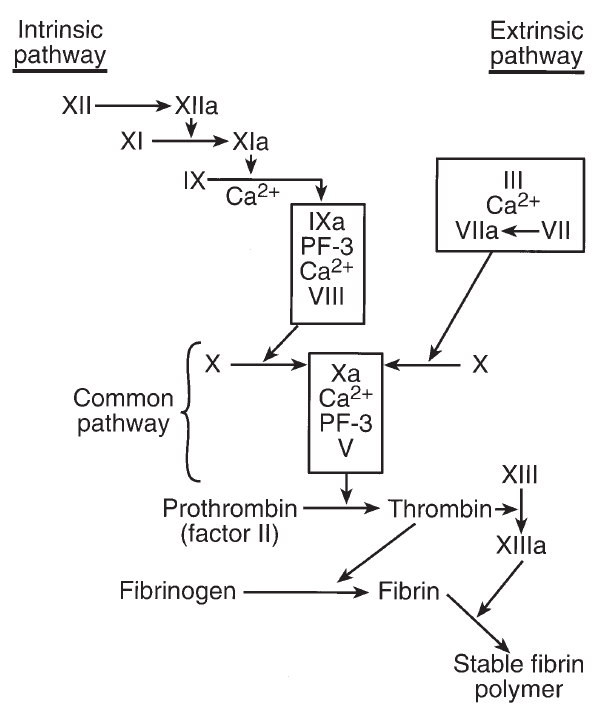 Intrinsic
pathway
Extrinsic
pathway
XII XIIa
XI XIa
IX
Ca2+
IXa
PF-3
Ca2+
VIII
III
Ca2+
VIIa VII
X
X
Xa
Ca2+
PF-3
V
Common
pathway
XIII
Prothrombin
(factor II)
Thrombin
XIIIa
Fibrinogen
Fibrin
Stable fibrin
polymer